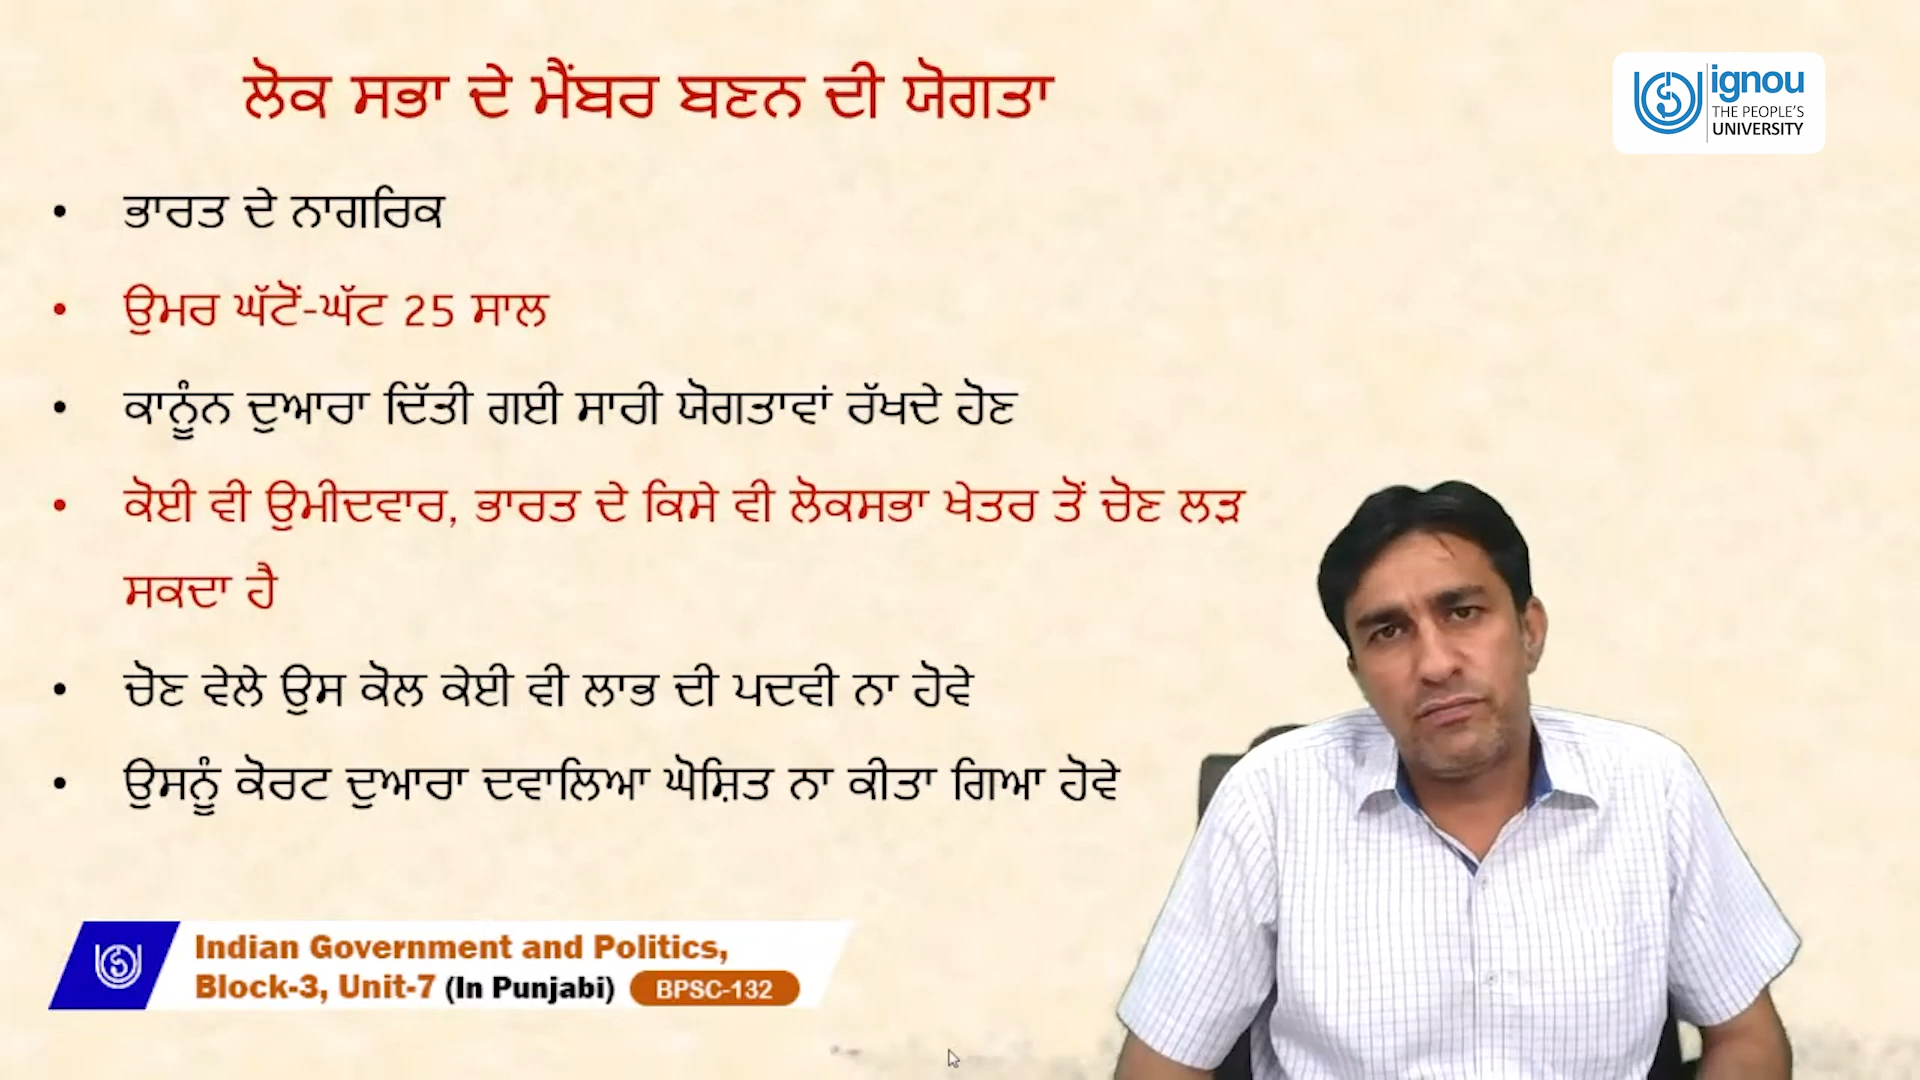 ਲੋਕ ਸਭਾ ਦੇ ਮੈਂਬਰ ਬਣਨ ਦੀ ਯੋਗਤਾ
ignou
THE PEOPLE'S
UNIVERSITY
• ਭਾਰਤ ਦੇ ਨਾਗਰਿਕ
• ਉਮਰ ਘੱਟੋਂ-ਘੱਟ 25 ਸਾਲ
• ਕਾਨੂੰਨ ਦੁਆਰਾ ਦਿੱਤੀ ਗਈ ਸਾਰੀ ਯੋਗਤਾਵਾਂ ਰੱਖਦੇ ਹੋਣ
• ਕੋਈ ਵੀ ਉਮੀਦਵਾਰ, ਭਾਰਤ ਦੇ ਕਿਸੇ ਵੀ ਲੋਕਸਭਾ ਖੇਤਰ ਤੋਂ ਚੋਣ ਲੜ
ਸਕਦਾ ਹੈ
• ਚੋਣ ਵੇਲੇ ਉਸ ਕੋਲ ਕੇਈ ਵੀ ਲਾਭ ਦੀ ਪਦਵੀ ਨਾ ਹੋਵੇ
• ਉਸਨੂੰ ਕੋਰਟ ਦੁਆਰਾ ਦਵਾਲਿਆ ਘੋਸ਼ਿਤ ਨਾ ਕੀਤਾ ਗਿਆ ਹੋਵੇ
Indian Government and Politics,
Block-3, Unit-7 (In Punjabi) BPSC-132